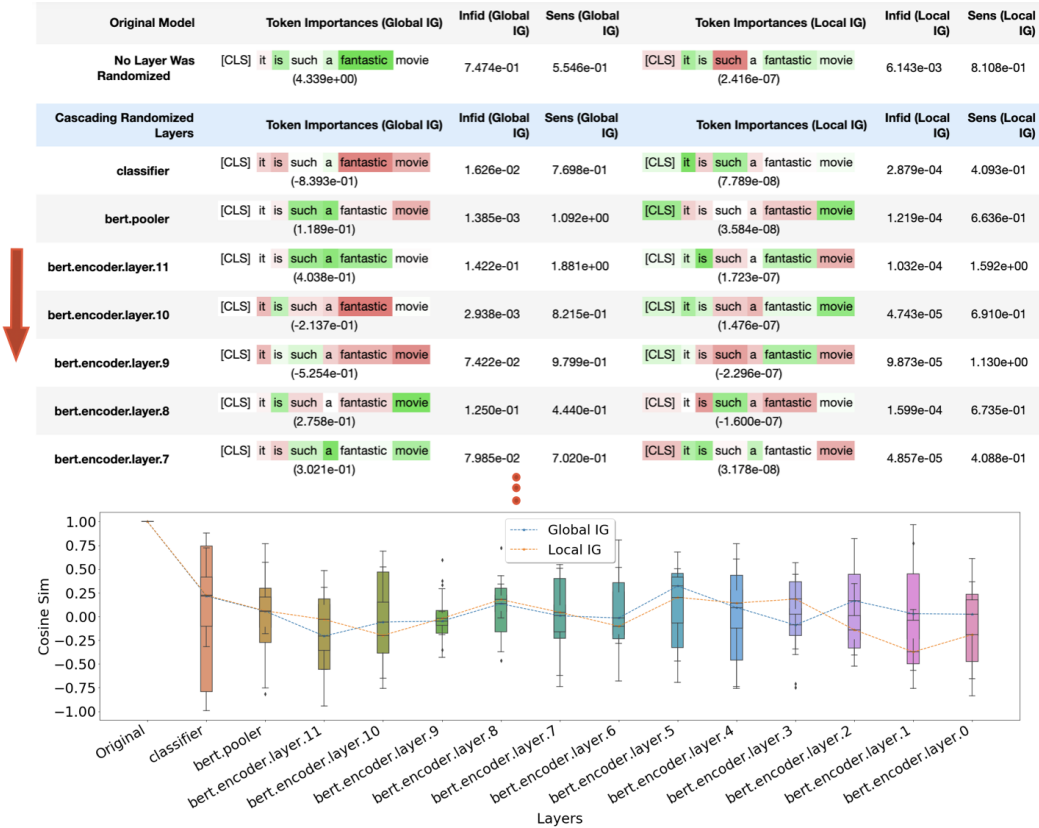 Original Model Token Importances (Global IG) Infid (Global IG) Sens (Global IG) Token Importances (Local IG) Infid (Local IG) Sens (Local IG)
No Layer Was Randomized [CLS] it is such a fantastic movie (4.339e+00) 7.474e-01 5.546e-01 [CLS] it is such a fantastic movie (2.416e-07) 6.143e-03 8.108e-01
Cascading Randomized Layers Token Importances (Global IG) Infid (Global IG) Sens (Global IG) Token Importances (Local IG) Infid (Local IG) Sens (Local IG)
classifier [CLS] it is such a fantastic movie (-8.393e-01) 1.626e-02 7.698e-01 [CLS] it is such a fantastic movie (7.789e-08) 2.879e-04 4.093e-01
bert.pooler [CLS] it is such a fantastic movie (1.189e-01) 1.385e-03 1.092e+00 [CLS] it is such a fantastic movie (3.584e-08) 1.219e-04 6.636e-01
bert.encoder.layer.11 [CLS] it is such a fantastic movie (4.038e-01) 1.422e-01 1.881e+00 [CLS] it is such a fantastic movie (1.723e-07) 1.032e-04 1.592e+00
bert.encoder.layer.10 [CLS] it is such a fantastic movie (-2.137e-01) 2.938e-03 8.215e-01 [CLS] it is such a fantastic movie (1.476e-07) 4.743e-05 6.910e-01
bert.encoder.layer.9 [CLS] it is such a fantastic movie (-5.254e-01) 7.422e-02 9.799e-01 [CLS] it is such a fantastic movie (-2.296e-07) 9.873e-05 1.130e+00
bert.encoder.layer.8 [CLS] it is such a fantastic movie (2.758e-01) 1.250e-01 4.440e-01 [CLS] it is such a fantastic movie (-1.600e-07) 1.599e-04 6.735e-01
bert.encoder.layer.7 [CLS] it is such a fantastic movie (3.021e-01) 7.985e-02 7.020e-01 [CLS] it is such a fantastic movie (3.178e-08) 4.857e-05 4.088e-01
Global IG
Local IG
Cosine Sim
1.00
0.75
0.50
0.25
0.00
−0.25
−0.50
−0.75
−1.00
Original
classifier
bert.pooler
bert.encoder.layer.11
bert.encoder.layer.10
bert.encoder.layer.9
bert.encoder.layer.8
bert.encoder.layer.7
bert.encoder.layer.6
bert.encoder.layer.5
bert.encoder.layer.4
bert.encoder.layer.3
bert.encoder.layer.2
bert.encoder.layer.1
bert.encoder.layer.0
Layers